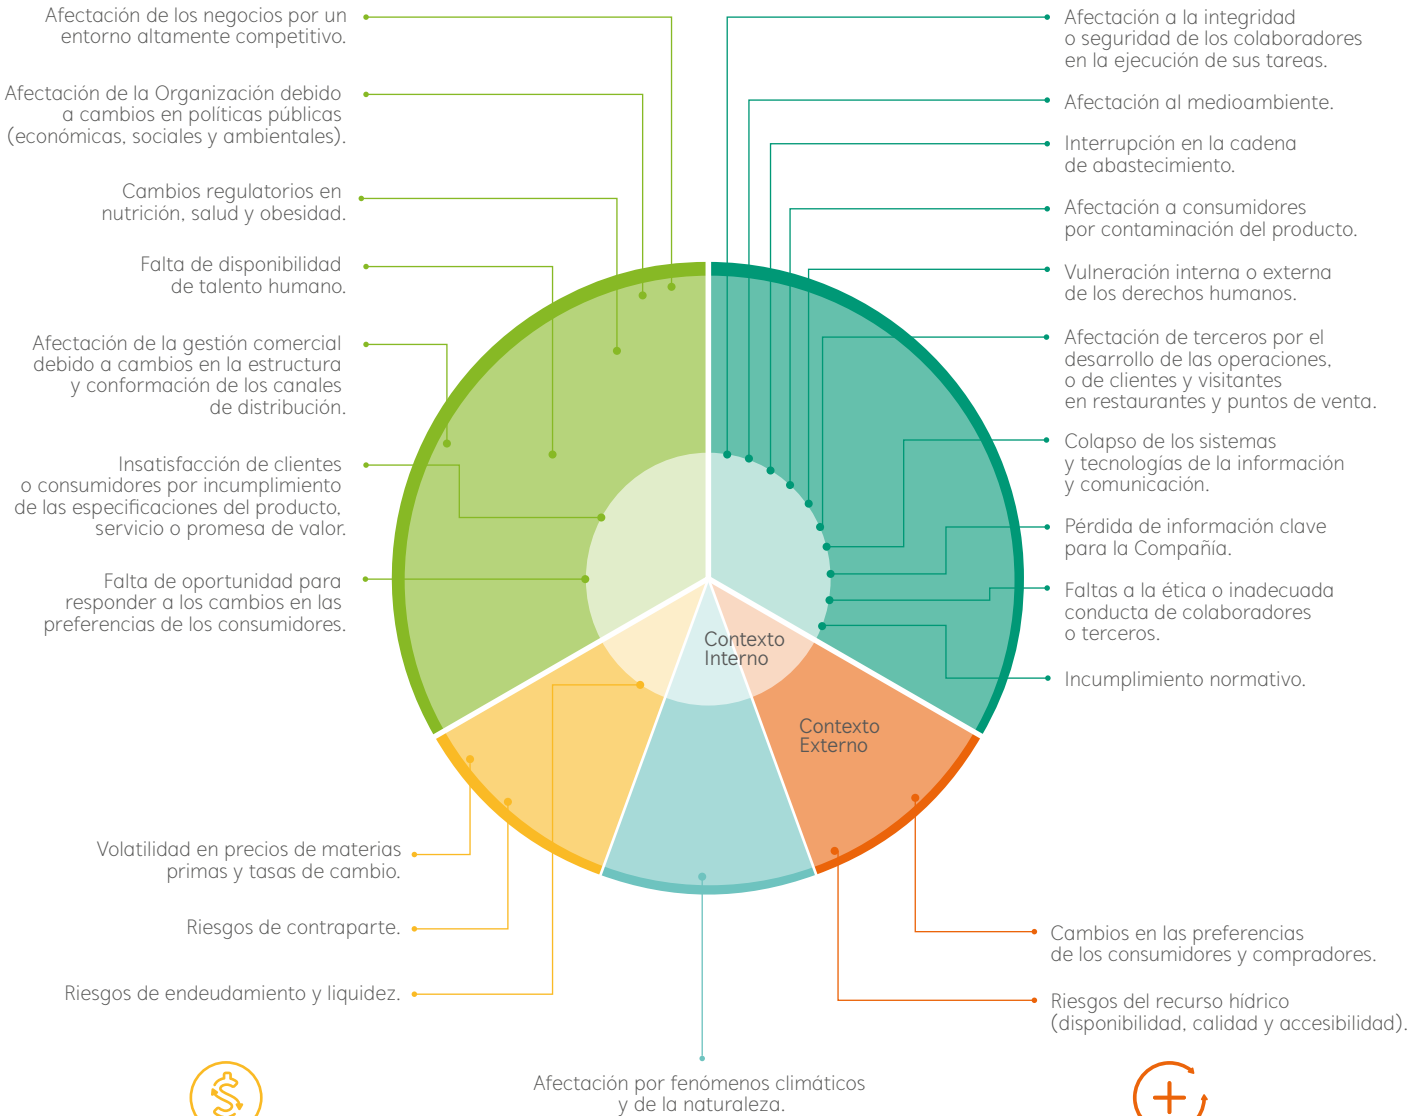 Afectación de los negocios por un
entorno altamente competitivo.
Afectación de la Organización debido
a cambios en políticas públicas
(económicas, sociales y ambientales).
Cambios regulatorios en
nutrición, salud y obesidad.
Falta de disponibilidad
de talento humano.
Afectación de la gestión comercial
debido a cambios en la estructura
y conformación de los canales
de distribución.
Insatisfacción de clientes
o consumidores por incumplimiento
de las especificaciones del producto,
servicio o promesa de valor.
Falta de oportunidad para
responder a los cambios en las
preferencias de los consumidores.
Afectación a la integridad
o seguridad de los colaboradores
en la ejecución de sus tareas.
Afectación al medioambiente.
Interrupción en la cadena
de abastecimiento.
Afectación a consumidores
por contaminación del producto.
Vulneración interna o externa
de los derechos humanos.
Afectación de terceros por el
desarrollo de las operaciones,
o de clientes y visitantes
en restaurantes y puntos de venta.
Colapso de los sistemas
y tecnologías de la información
y comunicación.
Pérdida de información clave
para la Compañía.
Faltas a la ética o inadecuada
conducta de colaboradores
o terceros.
Incumplimiento normativo.
Contexto
Interno
Contexto
Externo
Volatilidad en precios de materias
primas y tasas de cambio.
Riesgos de contraparte.
Riesgos de endeudamiento y liquidez.
Cambios en las preferencias
de los consumidores y compradores.
Riesgos del recurso hídrico
(disponibilidad, calidad y accesibilidad).
Afectación por fenómenos climáticos
y de la naturaleza.